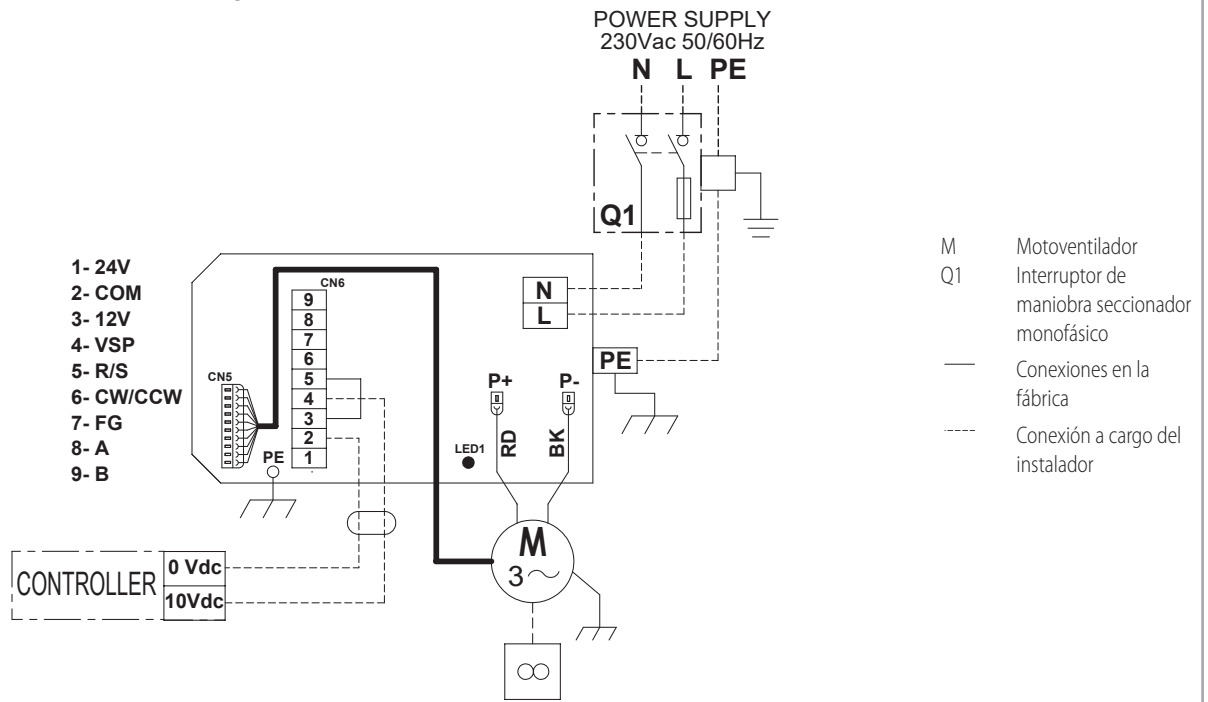 POWER SUPPLY
230Vac 50/60Hz
N L PE
Q1
1- 24V
2- COM
3- 12V
4- VSP
5- R/S
6- CW/CCW
7- FG
8- A
9- B
CN5
CN6
9
8
7
6
5
4
3
2
1
PE
N
L
PE
P+
P-
RD
BK
LED1
M
3~
CONTROLLER
0 Vdc
10Vdc
M Motoventilador
Q1 Interruptor de
maniobra seccionador
monofásico
Conexiones en la
fábrica
Conexión a cargo del
instalador